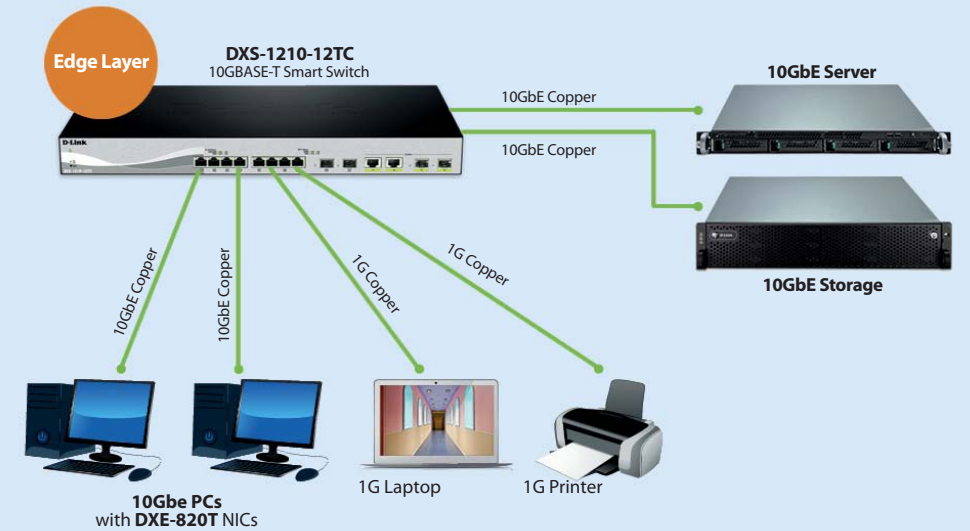 Edge Layer
DXS-1210-12TC
10GBASE-T Smart Switch
D-Link
10GbE Copper
10GbE Copper
10GbE Server
10GbE Storage
10GbE Copper
10GbE Copper
1G Copper
1G Copper
10Gbe PCs
with DXE-820T NICs
1G Laptop
1G Printer